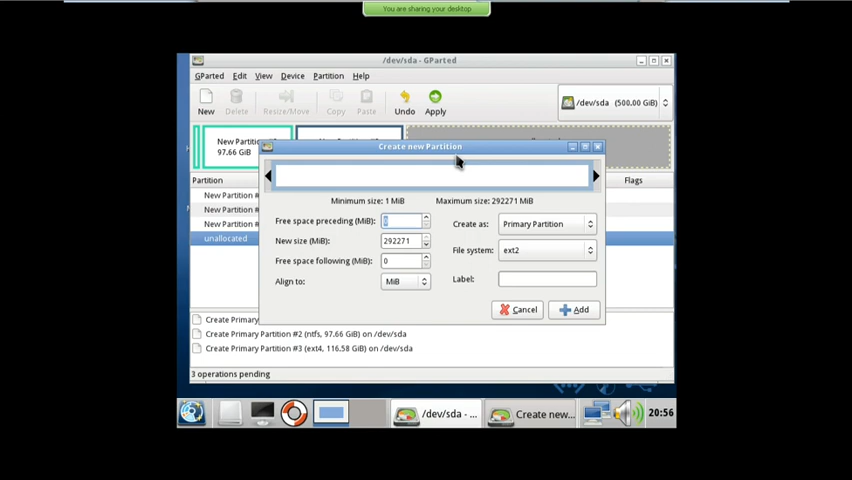 You are sharing your desktop
/dev/sda - GParted
GParted Edit View Device Partition Help
New Delete Resize/Move Copy Paste Undo Apply
/dev/sda (500.00 GiB)
New Partition
97.66 GiB
Create new Partition
Partition
Flags
New Partition #
New Partition #
New Partition #
unallocated
Minimum size: 1 MiB Maximum size: 292271 MiB
Free space preceding (MiB): 0
New size (MiB): 292271
Free space following (MiB): 0
Align to: MiB
Create as: Primary Partition
File system: ext2
Label:
Cancel Add
Create Primary
Create Primary Partition #2 (ntfs, 97.66 GiB) on /dev/sda
Create Primary Partition #3 (ext4, 116.58 GiB) on /dev/sda
3 operations pending
/dev/sda - ... Create new... 20:56